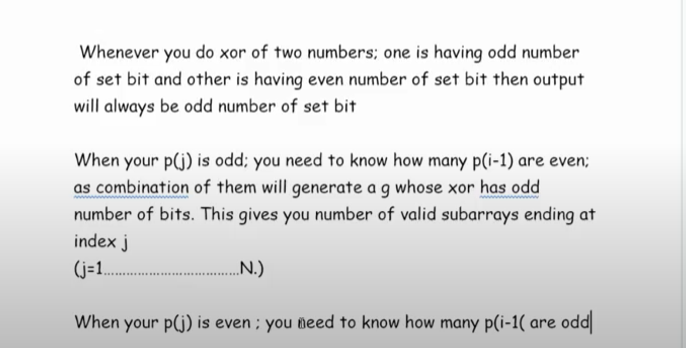 Whenever you do xor of two numbers; one is having odd number
of set bit and other is having even number of set bit then output
will always be odd number of set bit
When your p(j) is odd; you need to know how many p(i-1) are even;
as combination of them will generate a g whose xor has odd
number of bits. This gives you number of valid subarrays ending at
index j
(j=1.....................................N.)
When your p(j) is even ; you need to know how many p(i-1( are odd